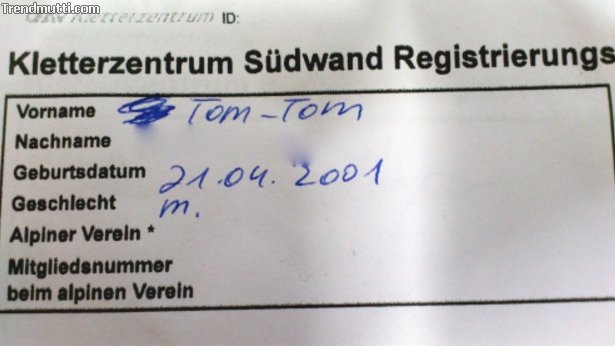 Trendmutti.com
Kletterzentrum ID:
Kletterzentrum Südwand Registrierungs
Vorname Tom-Tom
Nachname
Geburtsdatum 21.04.2001
Geschlecht m.
Alpiner Verein *
Mitgliedsnummer
beim alpinen Verein